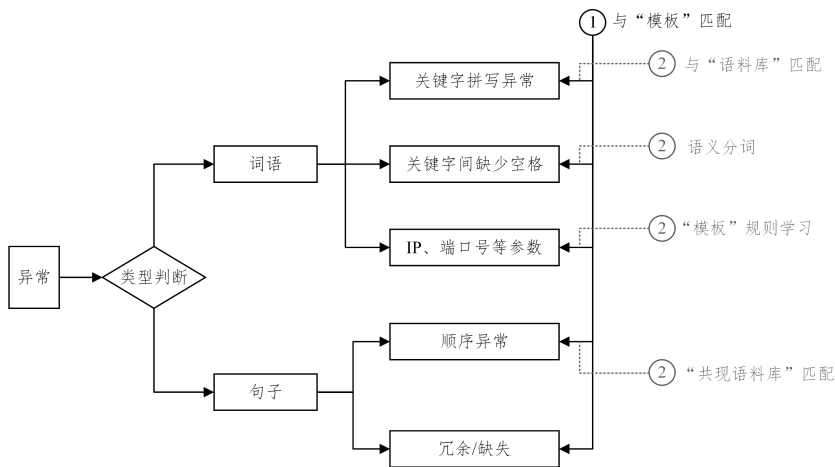 ① 与“模板”匹配
② 与“语料库”匹配
关键字拼写异常
② 语义分词
词语
关键字间缺少空格
② “模板”规则学习
IP、端口号等参数
异常
类型判断
顺序异常
② “共现语料库”匹配
句子
冗余/缺失